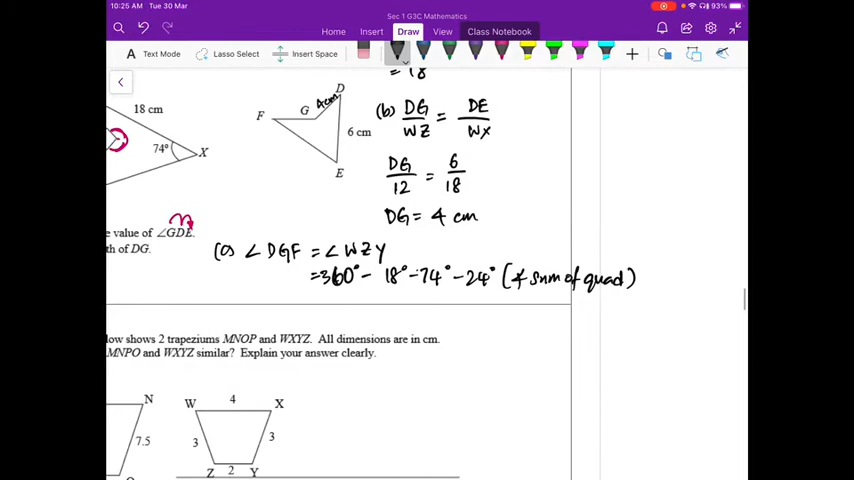 10:25 AM Tue 30 Mar
93%
Sec 1 G3C Mathematics
Home Insert Draw View Class Notebook
Text Mode Lasso Select Insert Space
= 18
18 cm
74°
X
F G 4cm D
6 cm
E
(b) DG/WZ = DE/WX
DG/12 = 6/18
DG = 4 cm
e value of ∠GDE.
th of DG.
(c) ∠DGF = ∠WZY
= 360° - 18° - 74° - 24° (∠ sum of quad)
low shows 2 trapeziums MNOP and WXYZ. All dimensions are in cm.
MNPO and WXYZ similar? Explain your answer clearly.
N
7.5
W 4 X
3 3
Z 2 Y